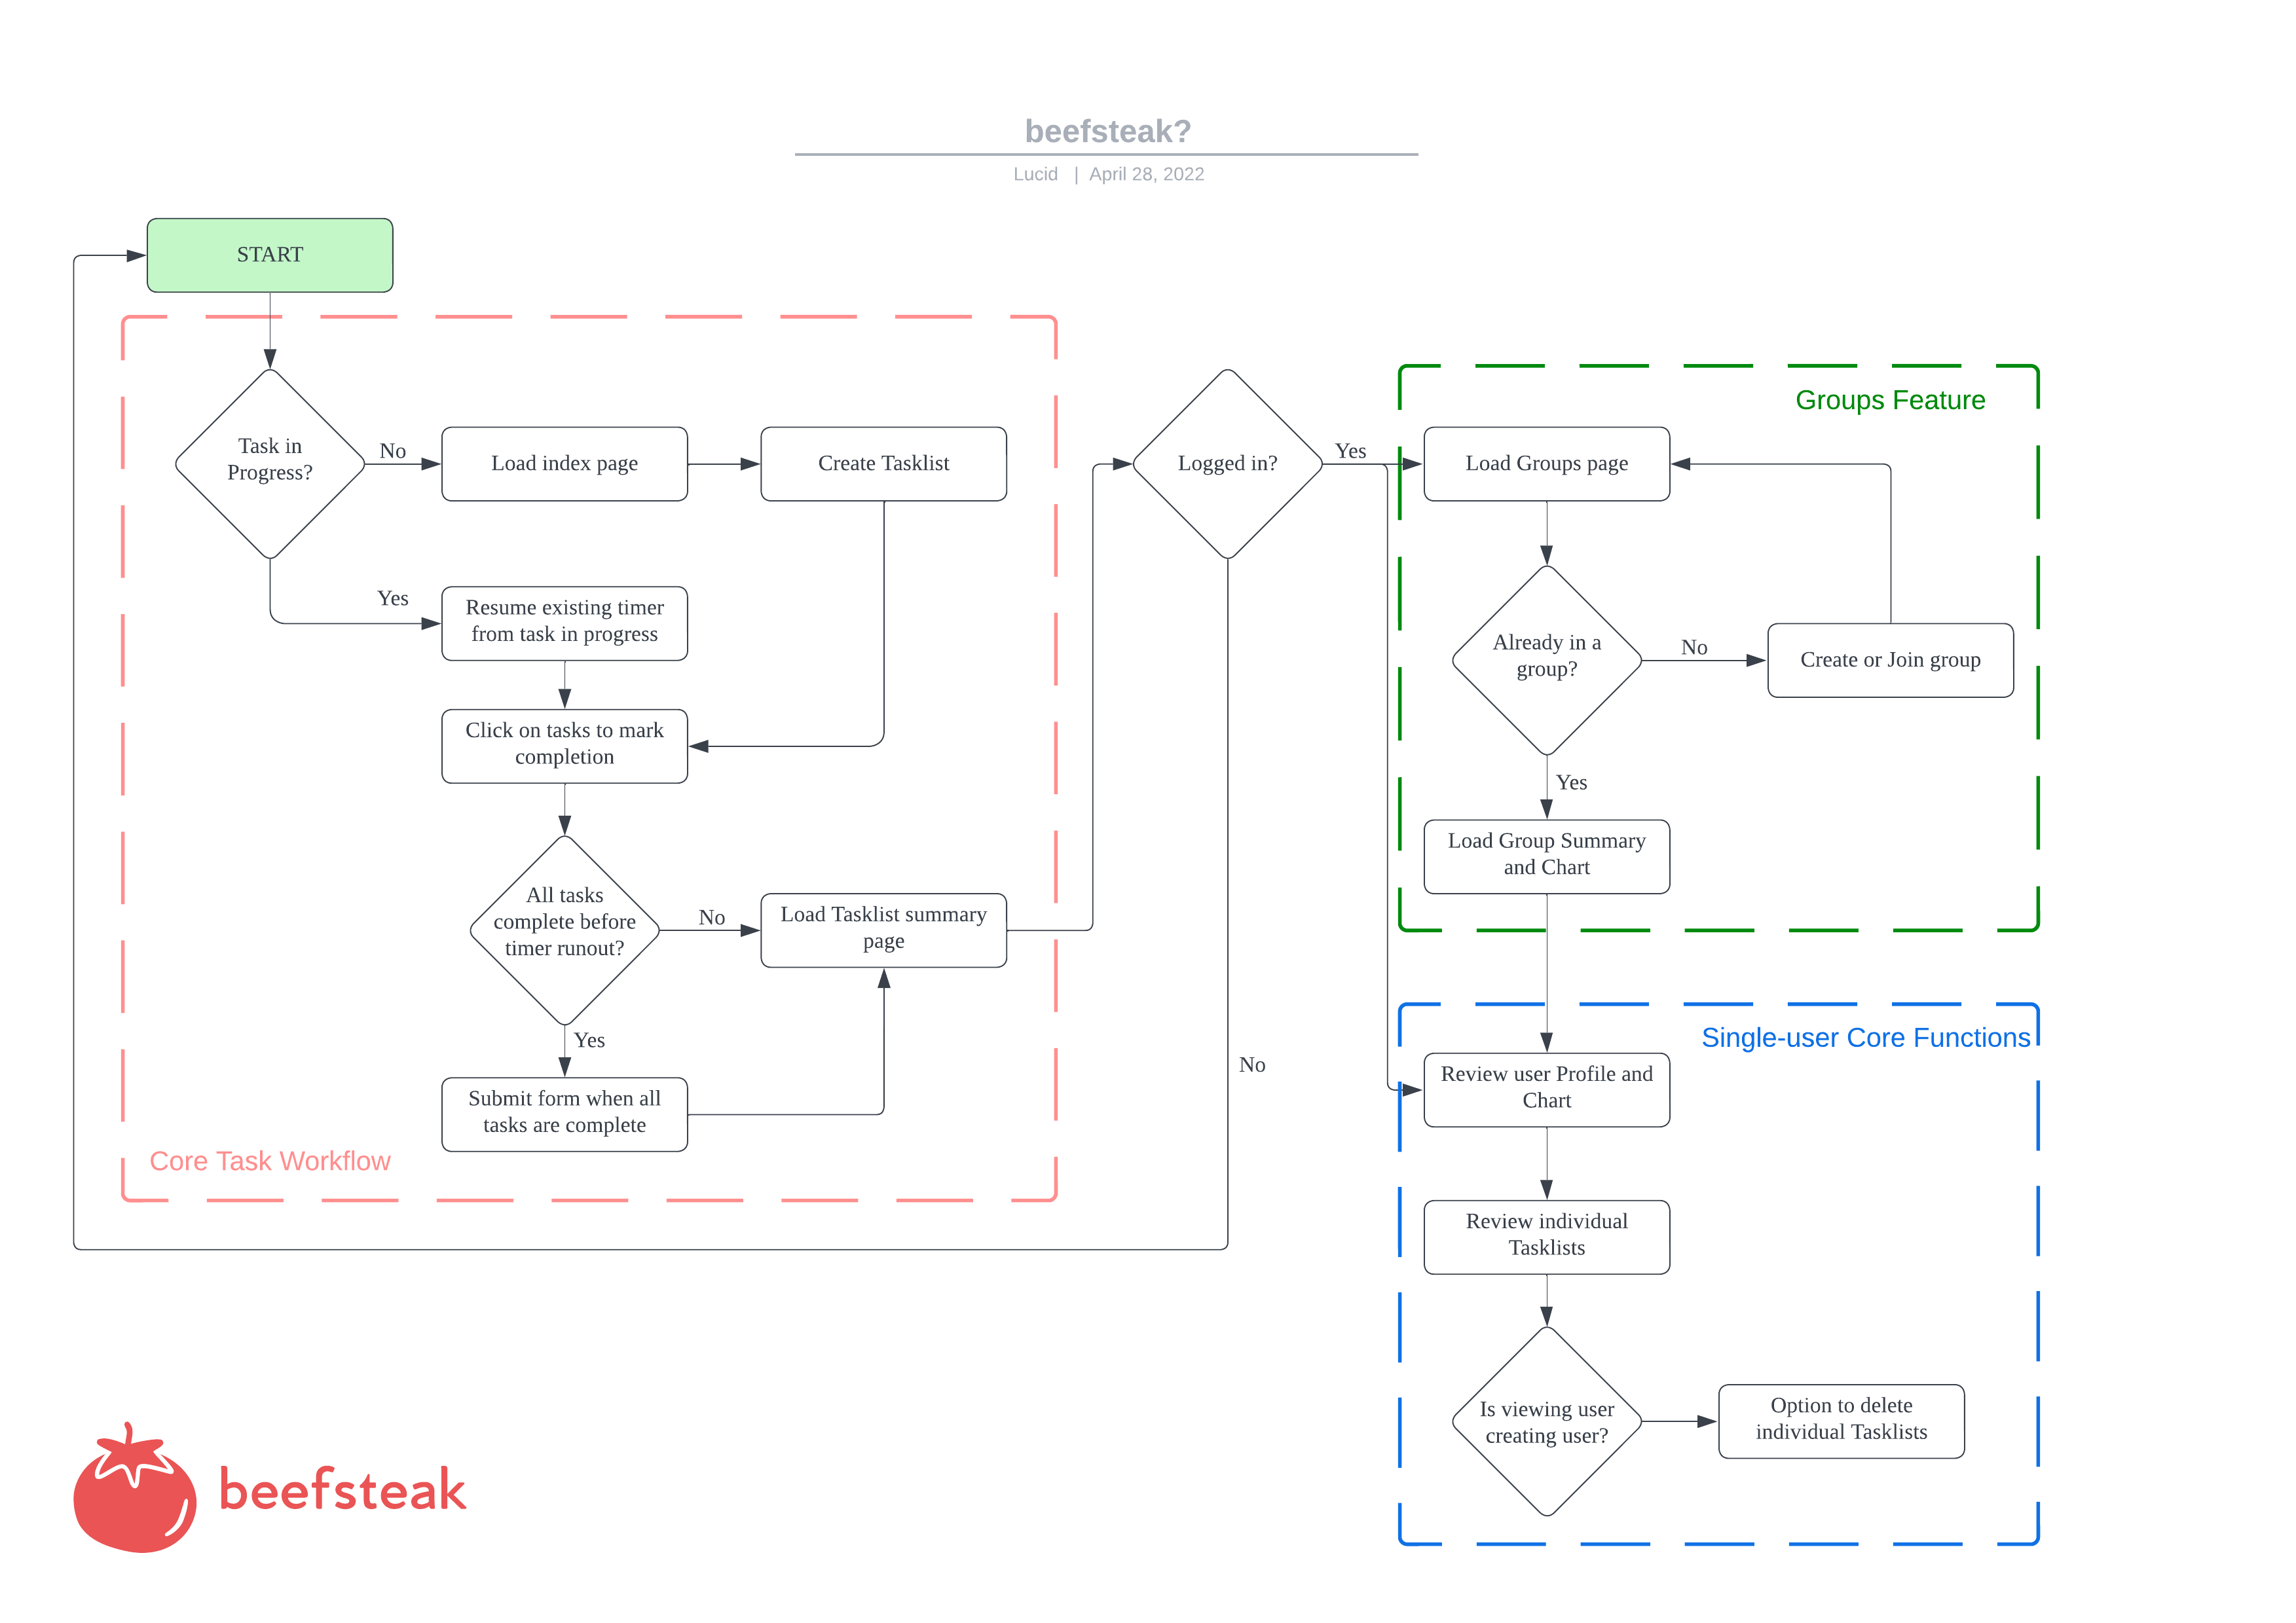 beefsteak?
Lucid | April 28, 2022
START
Task in
Progress?
No
Load index page
Create Tasklist
Yes
Resume existing timer
from task in progress
Click on tasks to mark
completion
All tasks
complete before
timer runout?
No
Load Tasklist summary
page
Yes
Submit form when all
tasks are complete
Core Task Workflow
Logged in?
Yes
No
Groups Feature
Load Groups page
Already in a
group?
No
Create or Join group
Yes
Load Group Summary
and Chart
Single-user Core Functions
Review user Profile and
Chart
Review individual
Tasklists
Is viewing user
creating user?
Option to delete
individual Tasklists
beefsteak